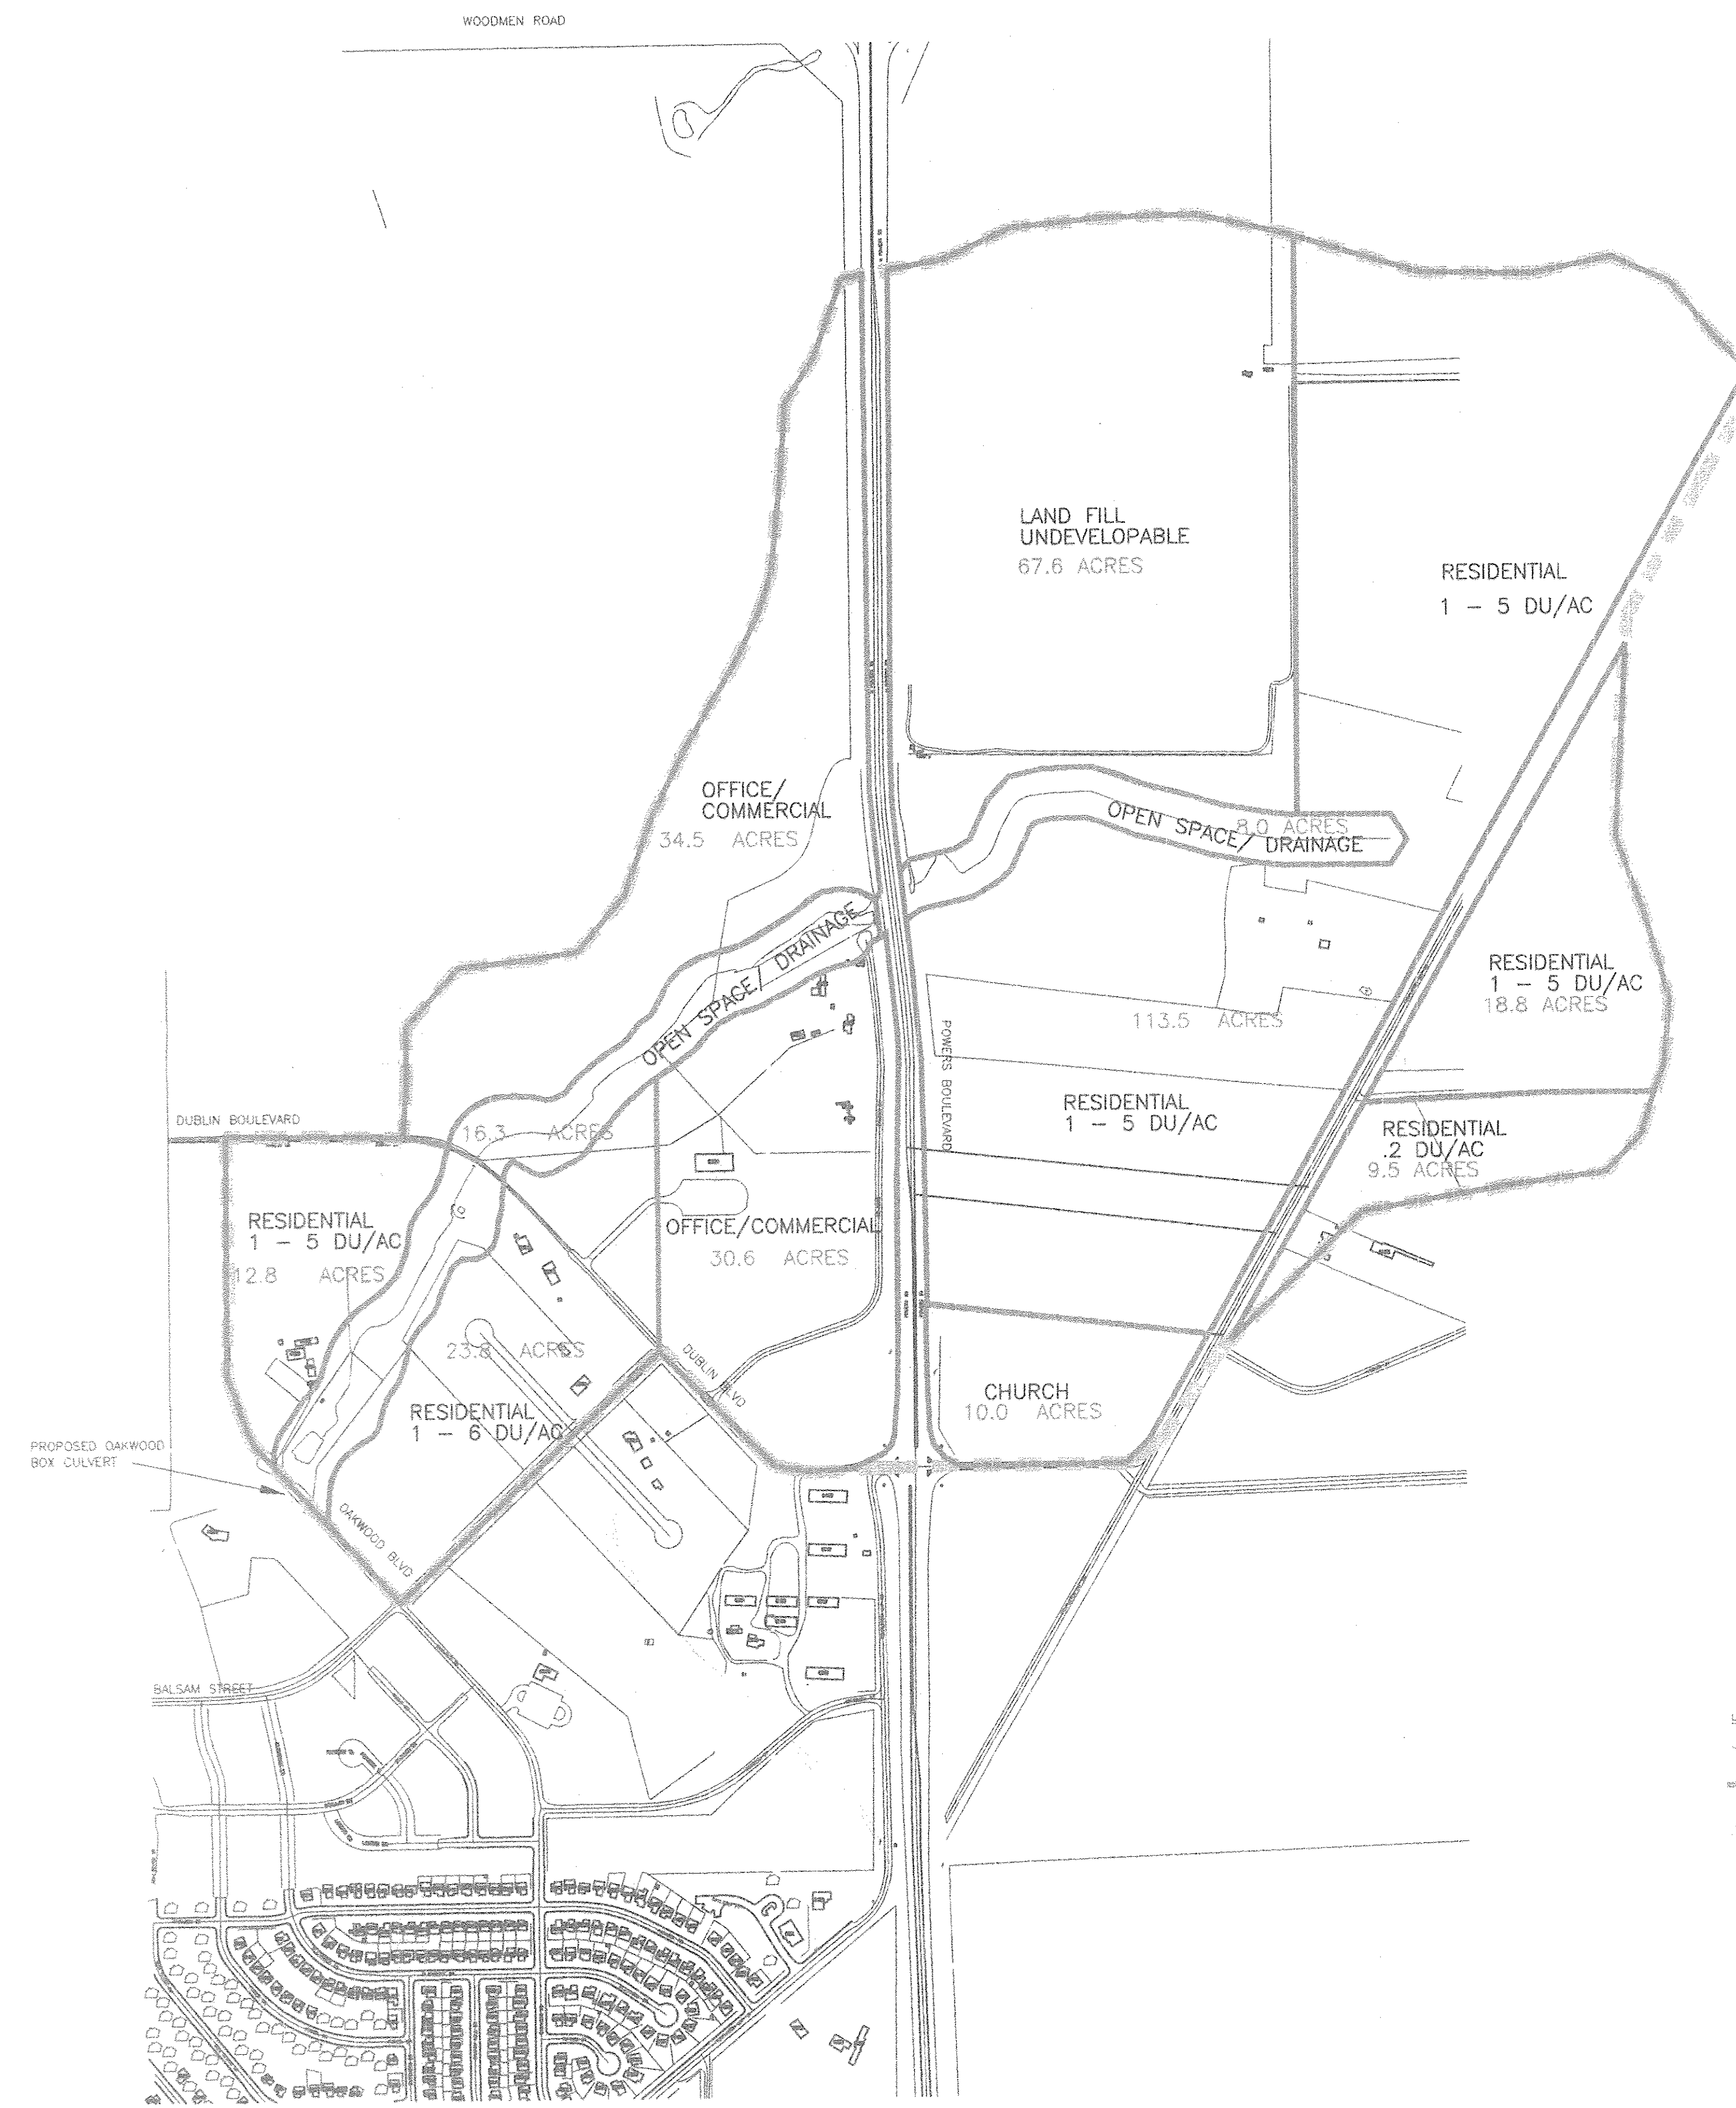 WOODMEN ROAD
LAND FILL
UNDEVELOPABLE
67.6 ACRES
RESIDENTIAL
1 - 5 DU/AC
OFFICE/
COMMERCIAL
34.5 ACRES
8.0 ACRES
OPEN SPACE/ DRAINAGE
OPEN SPACE/ DRAINAGE
RESIDENTIAL
1 - 5 DU/AC
18.8 ACRES
113.5 ACRES
POWERS BOULEVARD
RESIDENTIAL
1 - 5 DU/AC
DUBLIN BOULEVARD
16.3 ACRES
RESIDENTIAL
.2 DU/AC
9.5 ACRES
RESIDENTIAL
1 - 5 DU/AC
12.8 ACRES
OFFICE/COMMERCIAL
30.6 ACRES
23.8 ACRES
DUBLIN BLVD
RESIDENTIAL
1 - 6 DU/AC
CHURCH
10.0 ACRES
PROPOSED OAKWOOD
BOX CULVERT
OAKWOOD BLVD
BALSAM STREET